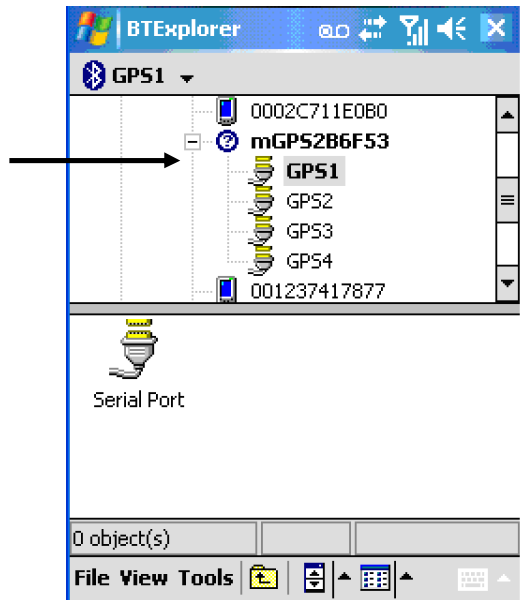 BTExplorer
GPS1
0002C711E0B0
mGPS2B6F53
GPS1
GPS2
GPS3
GPS4
001237417877
Serial Port
0 object(s)
File View Tools